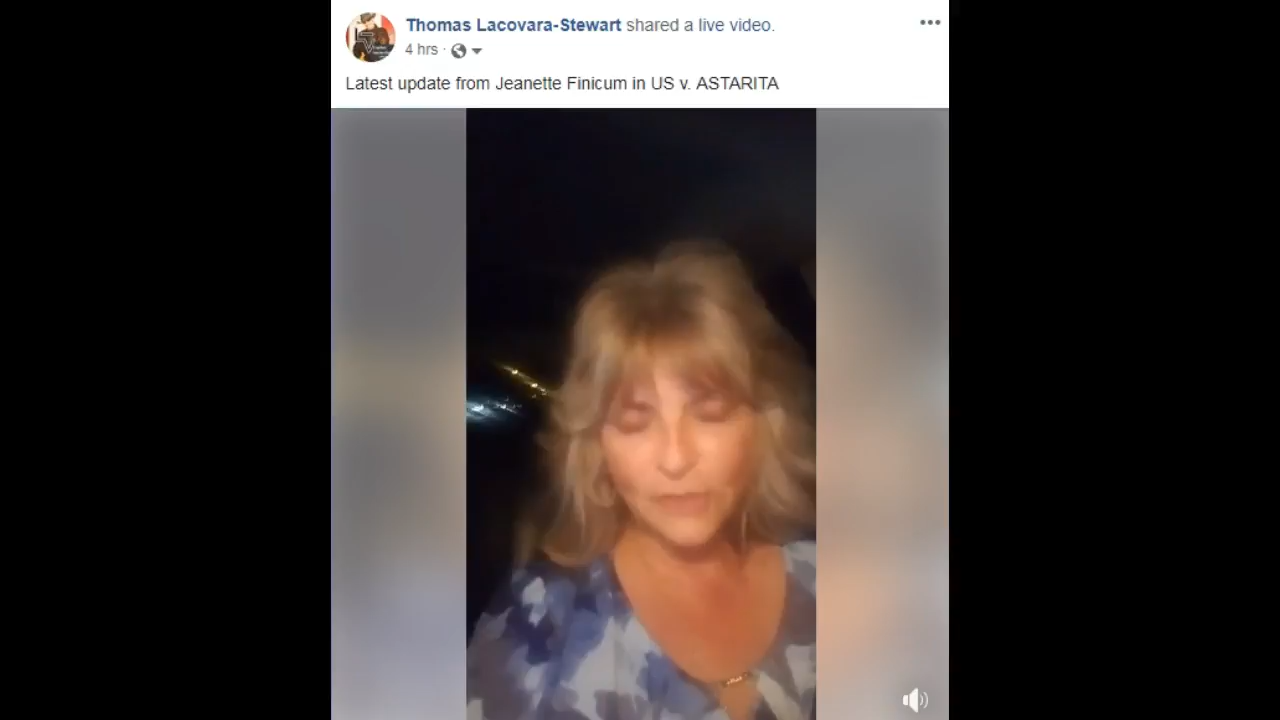 Thomas Lacovara-Stewart shared a live video.
4 hrs ·
Latest update from Jeanette Finicum in US v. ASTARITA